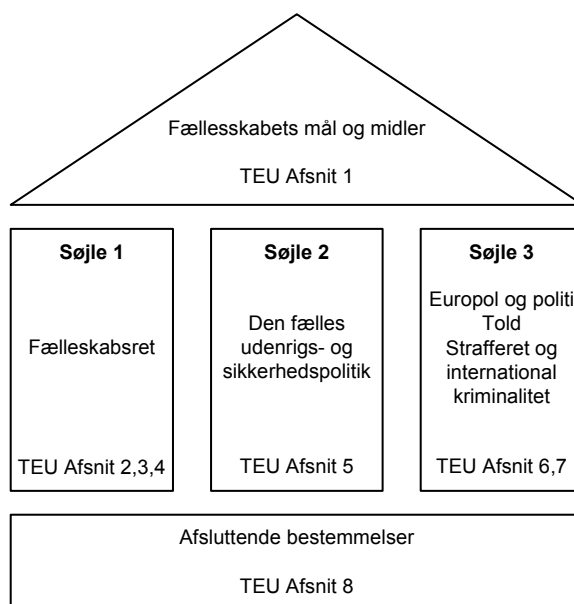 Fællesskabets mål og midler
TEU Afsnit 1
Søjle 1
Fælleskabsret
TEU Afsnit 2,3,4
Søjle 2
Den fælles
udenrigs- og
sikkerhedspolitik
TEU Afsnit 5
Søjle 3
Europol og politi
Told
Strafferet og
international
kriminalitet
TEU Afsnit 6,7
Afsluttende bestemmelser
TEU Afsnit 8